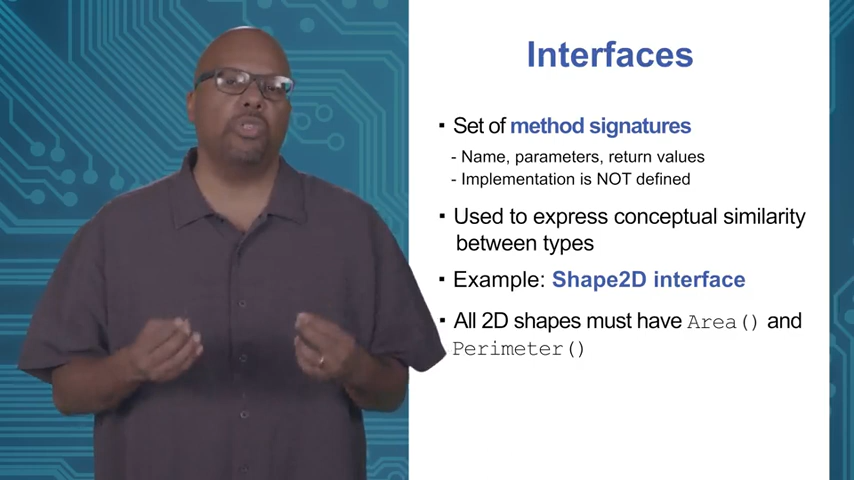 Interfaces
▪ Set of method signatures
- Name, parameters, return values
- Implementation is NOT defined
▪ Used to express conceptual similarity
between types
▪ Example: Shape2D interface
▪ All 2D shapes must have Area() and
Perimeter()